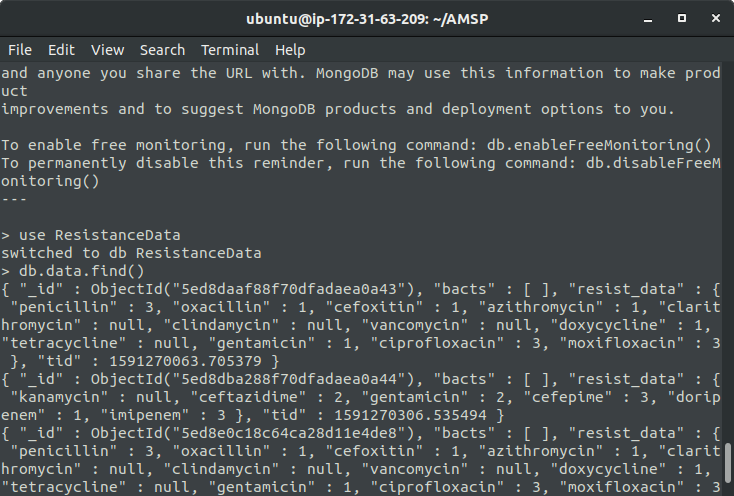 ubuntu@ip-172-31-63-209: ~/AMSP
File Edit View Search Terminal Help
and anyone you share the URL with. MongoDB may use this information to make prod
uct
improvements and to suggest MongoDB products and deployment options to you.
To enable free monitoring, run the following command: db.enableFreeMonitoring()
To permanently disable this reminder, run the following command: db.disableFreeM
onitoring()
---
> use ResistanceData
switched to db ResistanceData
> db.data.find()
{ "_id" : ObjectId("5ed8daaf88f70dfadaea0a43"), "bacts" : [ ], "resist_data" : {
 "penicillin" : 3, "oxacillin" : 1, "cefoxitin" : 1, "azithromycin" : 1, "clarit
hromycin" : null, "clindamycin" : null, "vancomycin" : null, "doxycycline" : 1,
"tetracycline" : null, "gentamicin" : 1, "ciprofloxacin" : 3, "moxifloxacin" : 3
 }, "tid" : 1591270063.705379 }
{ "_id" : ObjectId("5ed8dba288f70dfadaea0a44"), "bacts" : [ ], "resist_data" : {
 "kanamycin" : null, "ceftazidime" : 2, "gentamicin" : 2, "cefepime" : 3, "dorip
enem" : 1, "imipenem" : 3 }, "tid" : 1591270306.535494 }
{ "_id" : ObjectId("5ed8e0c18c64ca28d11e4de8"), "bacts" : [ ], "resist_data" : {
 "penicillin" : 3, "oxacillin" : 1, "cefoxitin" : 1, "azithromycin" : 1, "clarit
hromycin" : null, "clindamycin" : null, "vancomycin" : null, "doxycycline" : 1,
"tetracycline" : null, "gentamicin" : 1, "ciprofloxacin" : 3, "moxifloxacin" : 3